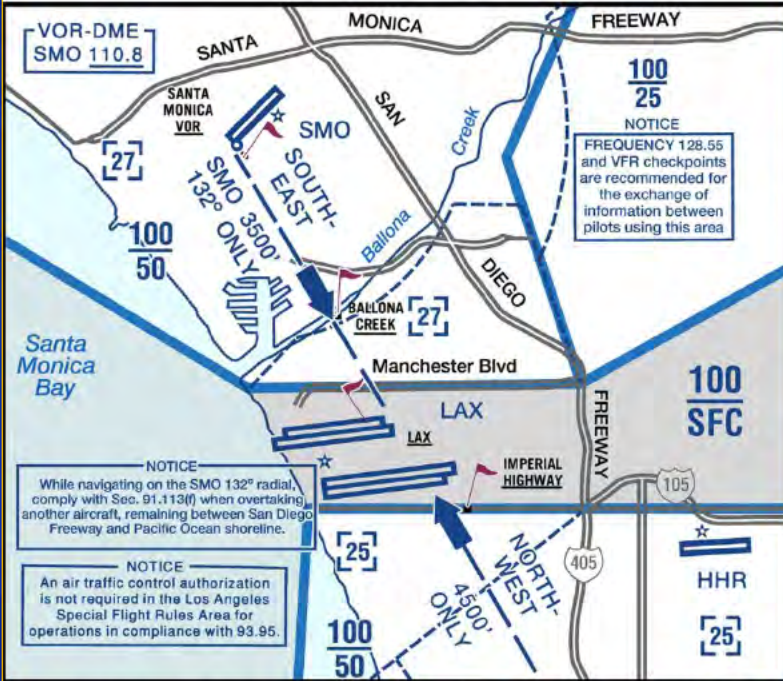 VOR-DME
SMO 110.8
SANTA
MONICA
FREEWAY
SANTA
MONICA
VOR
SMO
SAN
DIEGO
FREEWAY
Creek
Ballona
100
25
NOTICE
FREQUENCY 128.55
and VFR checkpoints
are recommended for
the exchange of
information between
pilots using this area
27
SOUTH-
EAST
SMO 3500'
132° ONLY
100
50
BALLONA
CREEK
27
Santa
Monica
Bay
Manchester Blvd
LAX
LAX
100
SFC
IMPERIAL
HIGHWAY
105
NOTICE
While navigating on the SMO 132° radial,
comply with Sec. 91.113(f) when overtaking
another aircraft, remaining between San Diego
Freeway and Pacific Ocean shoreline.
25
NORTH-
WEST
4500'
ONLY
405
HHR
25
NOTICE
An air traffic control authorization
is not required in the Los Angeles
Special Flight Rules Area for
operations in compliance with 93.95.
100
50